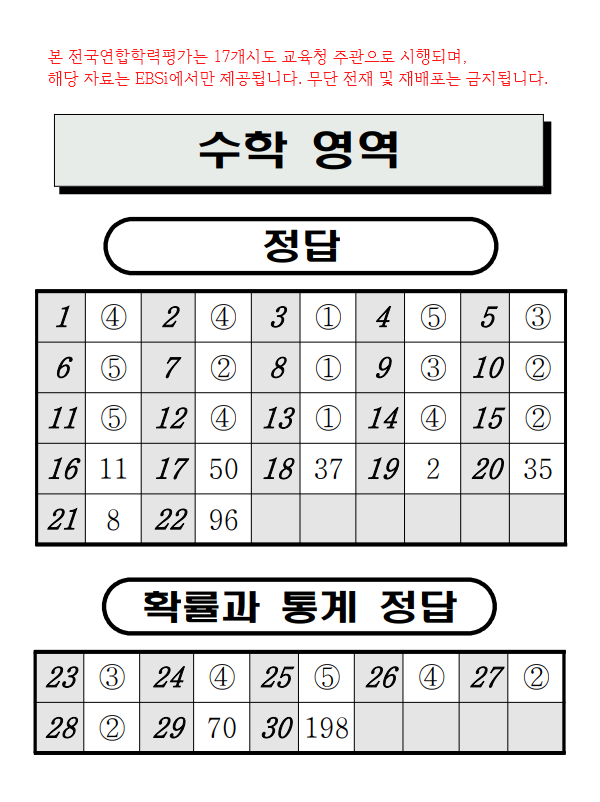 본 전국연합학력평가는 17개시도 교육청 주관으로 시행되며,
해당 자료는 EBSi에서만 제공됩니다. 무단 전재 및 재배포는 금지됩니다.
수학 영역
정답
1 ④ 2 ④ 3 ① 4 ⑤ 5 ③
6 ⑤ 7 ② 8 ① 9 ③ 10 ②
11 ⑤ 12 ④ 13 ① 14 ④ 15 ②
16 11 17 50 18 37 19 2 20 35
21 8 22 96
확률과 통계 정답
23 ③ 24 ④ 25 ⑤ 26 ④ 27 ②
28 ② 29 70 30 198